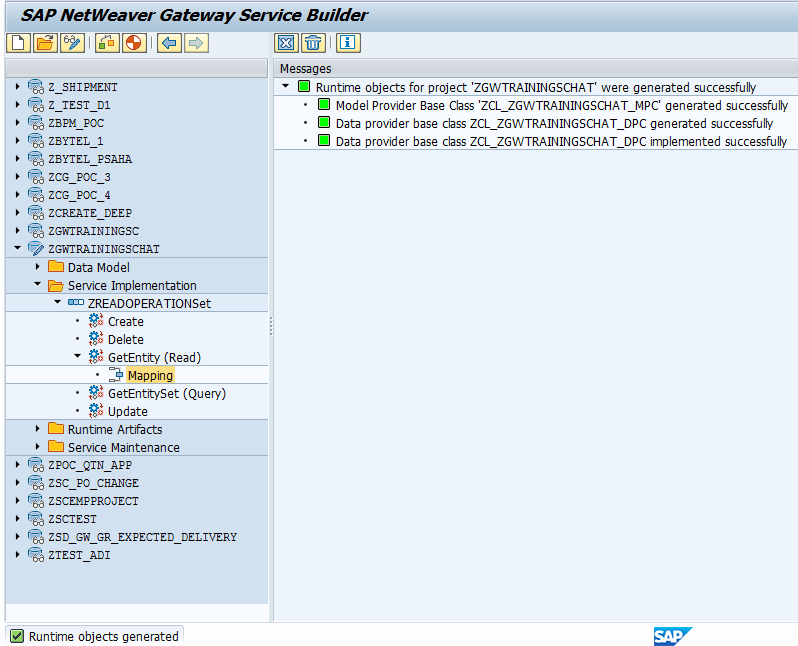 SAP NetWeaver Gateway Service Builder
Messages
Z_SHIPMENT
Z_TEST_D1
ZBPM_POC
ZBYTEL_1
ZBYTEL_PSAHA
ZCG_POC_3
ZCG_POC_4
ZCREATE_DEEP
ZGWTRAININGSC
ZGWTRAININGSCHAT
Data Model
Service Implementation
ZREADOPERATIONSet
Create
Delete
GetEntity (Read)
Mapping
GetEntitySet (Query)
Update
Runtime Artifacts
Service Maintenance
ZPOC_QTN_APP
ZSC_PO_CHANGE
ZSCEMPPROJECT
ZSCTEST
ZSD_GW_GR_EXPECTED_DELIVERY
ZTEST_ADI
Runtime objects for project 'ZGWTRAININGSCHAT' were generated successfully
Model Provider Base Class 'ZCL_ZGWTRAININGSCHAT_MPC' generated successfully
Data provider base class ZCL_ZGWTRAININGSCHAT_DPC generated successfully
Data provider base class ZCL_ZGWTRAININGSCHAT_DPC implemented successfully
Runtime objects generated
SAP